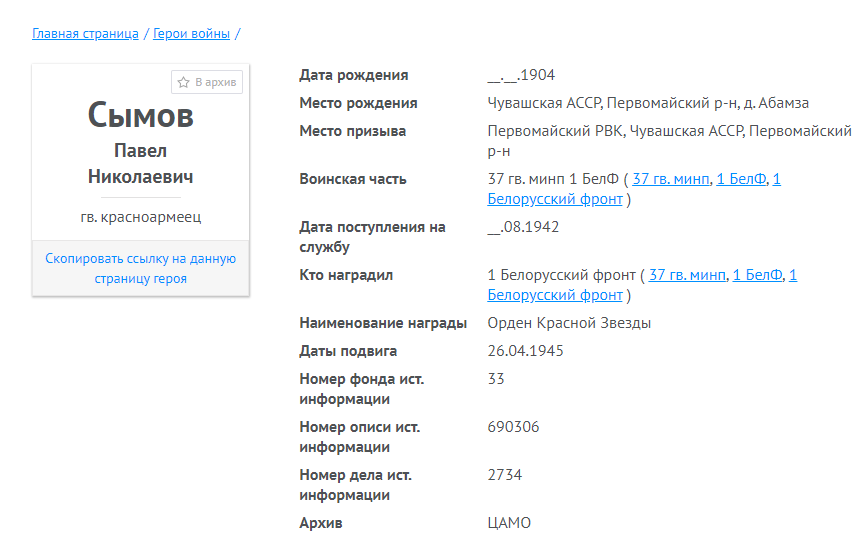 Главная страница / Герои войны /
В архив
Сымов
Павел
Николаевич
гв. красноармеец
Скопировать ссылку на данную
страницу героя
Дата рождения __.__.1904
Место рождения Чувашская АССР, Первомайский р-н, д. Абамза
Место призыва Первомайский РВК, Чувашская АССР, Первомайский
р-н
Воинская часть 37 гв. минп 1 БелФ ( 37 гв. минп, 1 БелФ, 1
Белорусский фронт )
Дата поступления на __.08.1942
службу
Кто наградил 1 Белорусский фронт ( 37 гв. минп, 1 БелФ, 1
Белорусский фронт )
Наименование награды Орден Красной Звезды
Даты подвига 26.04.1945
Номер фонда ист. 33
информации
Номер описи ист. 690306
информации
Номер дела ист. 2734
информации
Архив ЦАМО